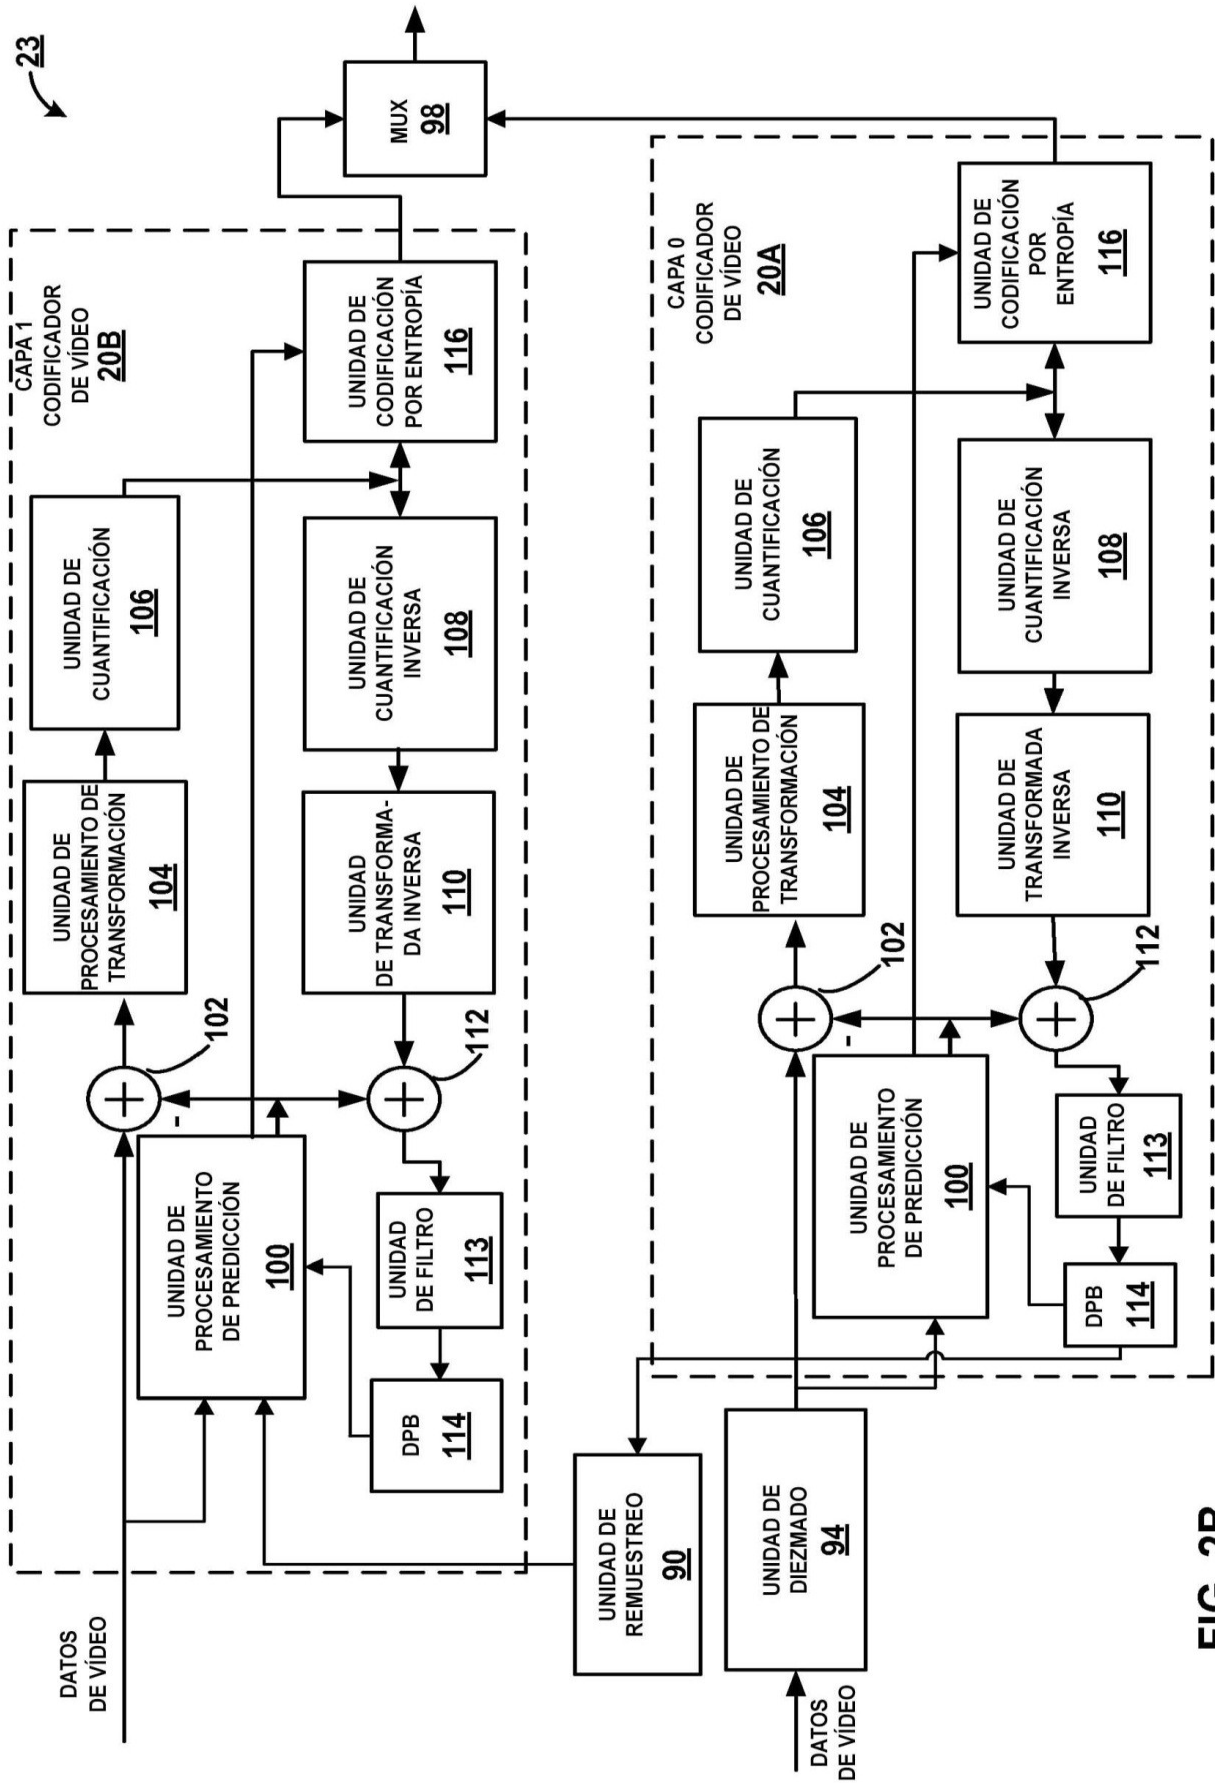 23
CAPA 1
CODIFICADOR
DE VÍDEO
20B
DATOS
DE VÍDEO
-
102
UNIDAD DE
PROCESAMIENTO DE
TRANSFORMACIÓN
104
UNIDAD DE
CUANTIFICACIÓN
106
UNIDAD DE
PROCESAMIENTO
DE PREDICCIÓN
100
DPB
114
UNIDAD
DE FILTRO
113
112
UNIDAD
DE TRANSFORMA-
DA INVERSA
110
UNIDAD DE
CUANTIFICACIÓN
INVERSA
108
UNIDAD DE
CODIFICACIÓN
POR ENTROPÍA
116
MUX
98
UNIDAD DE
REMUESTREO
90
CAPA 0
CODIFICADOR
DE VÍDEO
20A
DATOS
DE VÍDEO
UNIDAD DE
DIEZMADO
94
-
102
UNIDAD DE
PROCESAMIENTO DE
TRANSFORMACIÓN
104
UNIDAD DE
CUANTIFICACIÓN
106
UNIDAD DE
PROCESAMIENTO
DE PREDICCIÓN
100
DPB
114
UNIDAD
DE FILTRO
113
112
UNIDAD DE
TRANSFORMADA
INVERSA
110
UNIDAD DE
CUANTIFICACIÓN
INVERSA
108
UNIDAD DE
CODIFICACIÓN
POR
ENTROPÍA
116